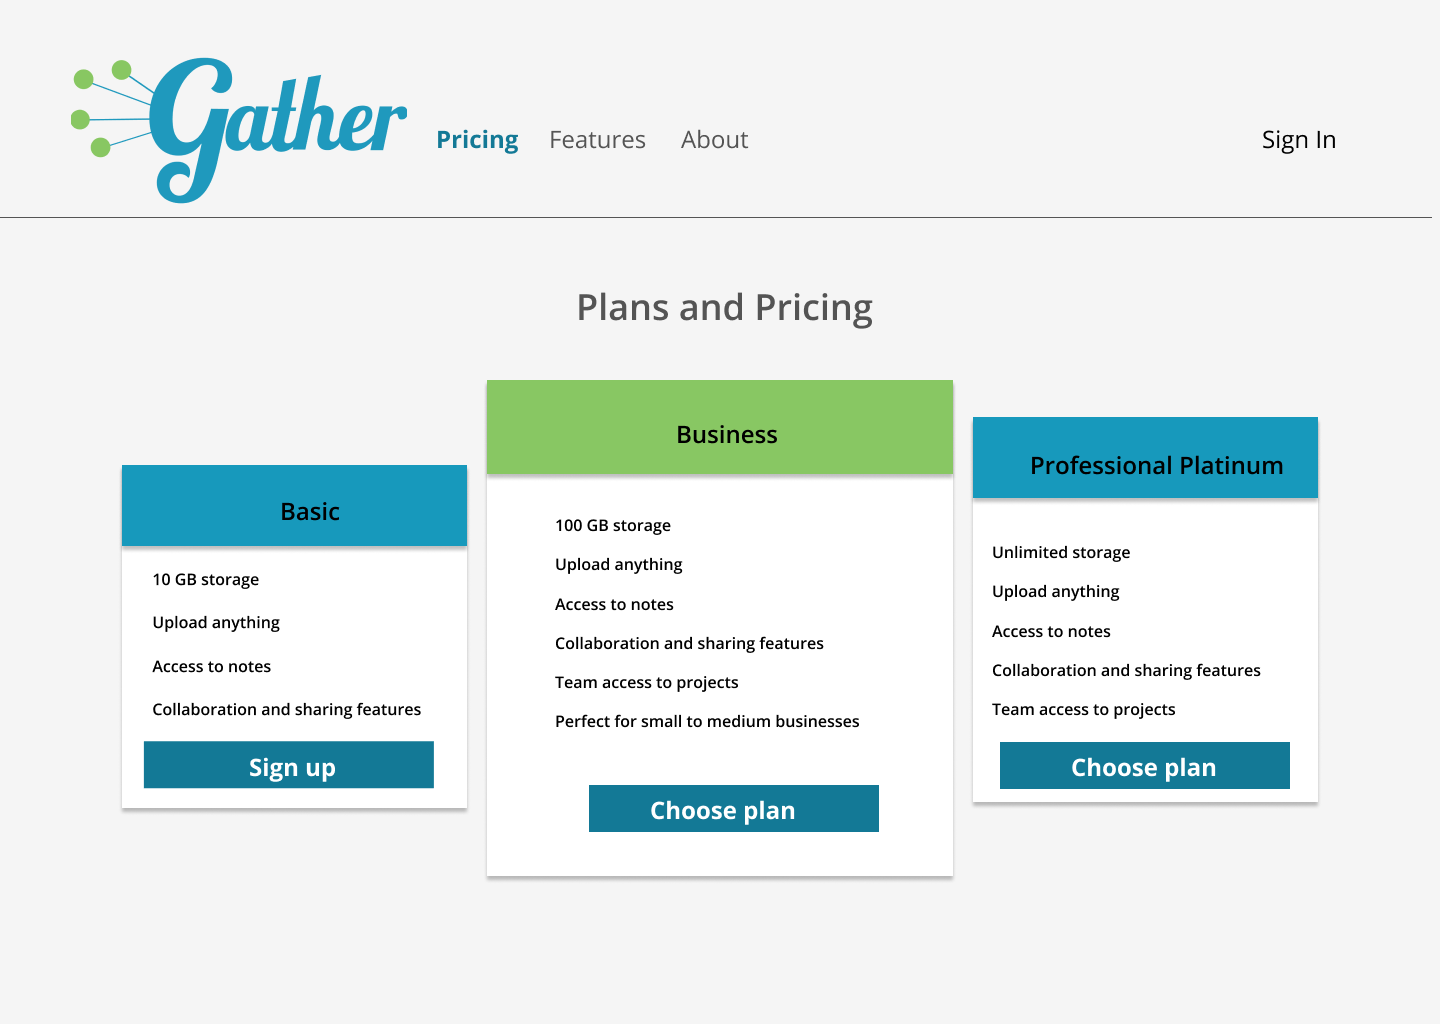 Gather
Pricing Features About Sign In
Plans and Pricing
Basic
10 GB storage
Upload anything
Access to notes
Collaboration and sharing features
Sign up
Business
100 GB storage
Upload anything
Access to notes
Collaboration and sharing features
Team access to projects
Perfect for small to medium businesses
Choose plan
Professional Platinum
Unlimited storage
Upload anything
Access to notes
Collaboration and sharing features
Team access to projects
Choose plan